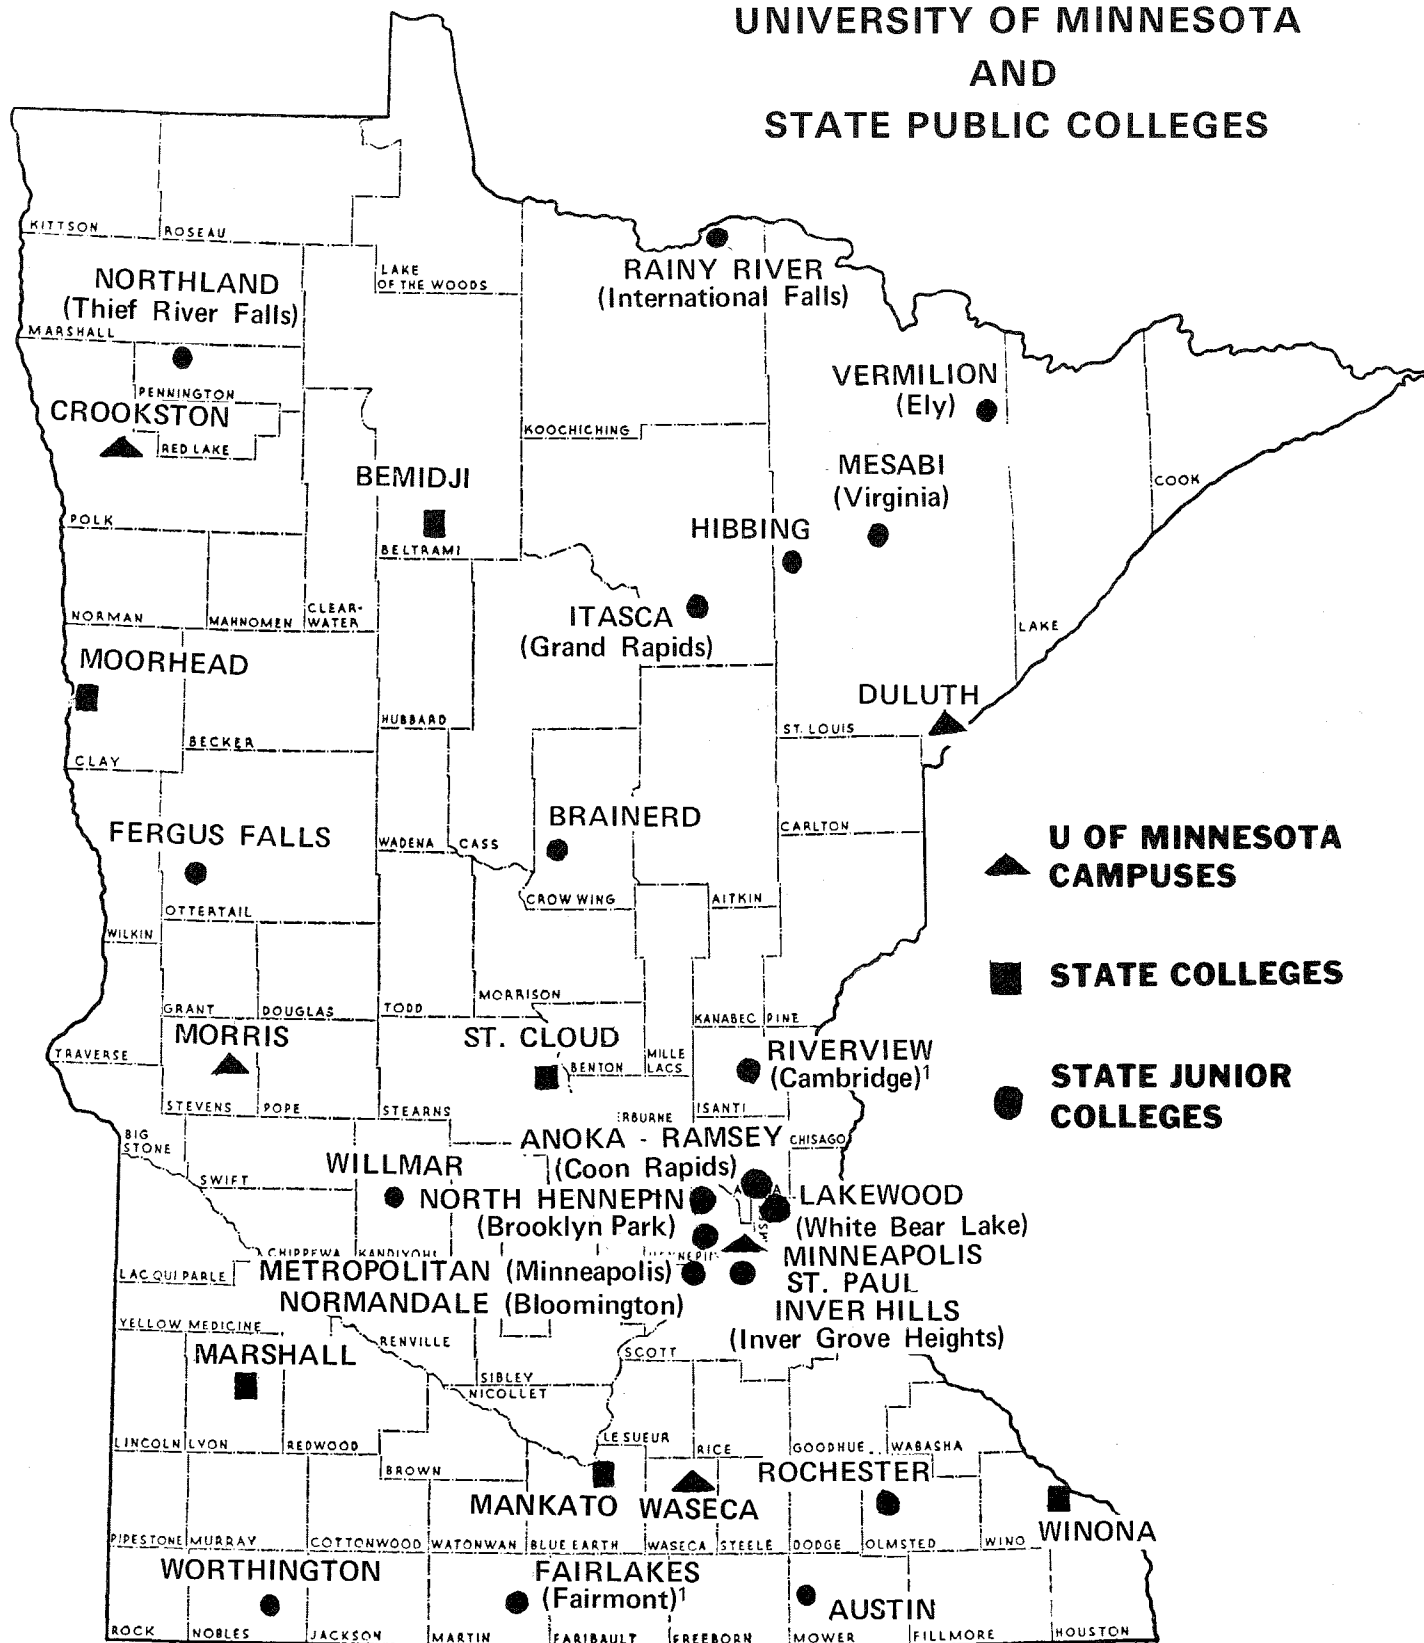 UNIVERSITY OF MINNESOTA
AND
STATE PUBLIC COLLEGES
KITTSON
ROSEAU
LAKE
OF THE WOODS
NORTHLAND
(Thief River Falls)
RAINY RIVER
(International Falls)
MARSHALL
PENNINGTON
CROOKSTON
RED LAKE
VERMILION
(Ely)
KOOCHICHING
BEMIDJI
MESABI
(Virginia)
COOK
POLK
HIBBING
BELTRAMI
NORMAN
MAHNOMEN
CLEAR-
WATER
ITASCA
(Grand Rapids)
LAKE
MOORHEAD
DULUTH
HUBBARD
ST. LOUIS
BECKER
CLAY
BRAINERD
FERGUS FALLS
WADENA
CASS
CARLTON
U OF MINNESOTA
CAMPUSES
CROW WING
AITKIN
OTTERTAIL
WILKIN
STATE COLLEGES
GRANT
DOUGLAS
TODD
MORRISON
KANABEC
PINE
MORRIS
ST. CLOUD
TRAVERSE
BENTON
MILLE
LACS
RIVERVIEW
(Cambridge)¹
STATE JUNIOR
COLLEGES
STEVENS
POPE
STEARNS
RBURNE
ISANTI
BIG
STONE
ANOKA - RAMSEY
(Coon Rapids)
CHISAGO
SWIFT
WILLMAR
NORTH HENNEPIN
(Brooklyn Park)
LAKEWOOD
(White Bear Lake)
CHIPPEWA
KANDIYOHI
HENNEPIN
MINNEAPOLIS
ST. PAUL
LAC QUI PARLE
METROPOLITAN (Minneapolis)
NORMANDALE (Bloomington)
INVER HILLS
(Inver Grove Heights)
YELLOW MEDICINE
RENVILLE
MARSHALL
SCOTT
SIBLEY
NICOLLET
LINCOLN
LYON
REDWOOD
LE SUEUR
RICE
GOODHUE
WABASHA
BROWN
ROCHESTER
MANKATO
WASECA
WINONA
PIPESTONE
MURRAY
COTTONWOOD
WATONWAN
BLUE EARTH
WASECA
STEELE
DODGE
OLMSTED
WINO
WORTHINGTON
FAIRLAKES
(Fairmont)¹
AUSTIN
ROCK
NOBLES
JACKSON
MARTIN
FARIBAULT
FREEBORN
MOWER
FILLMORE
HOUSTON